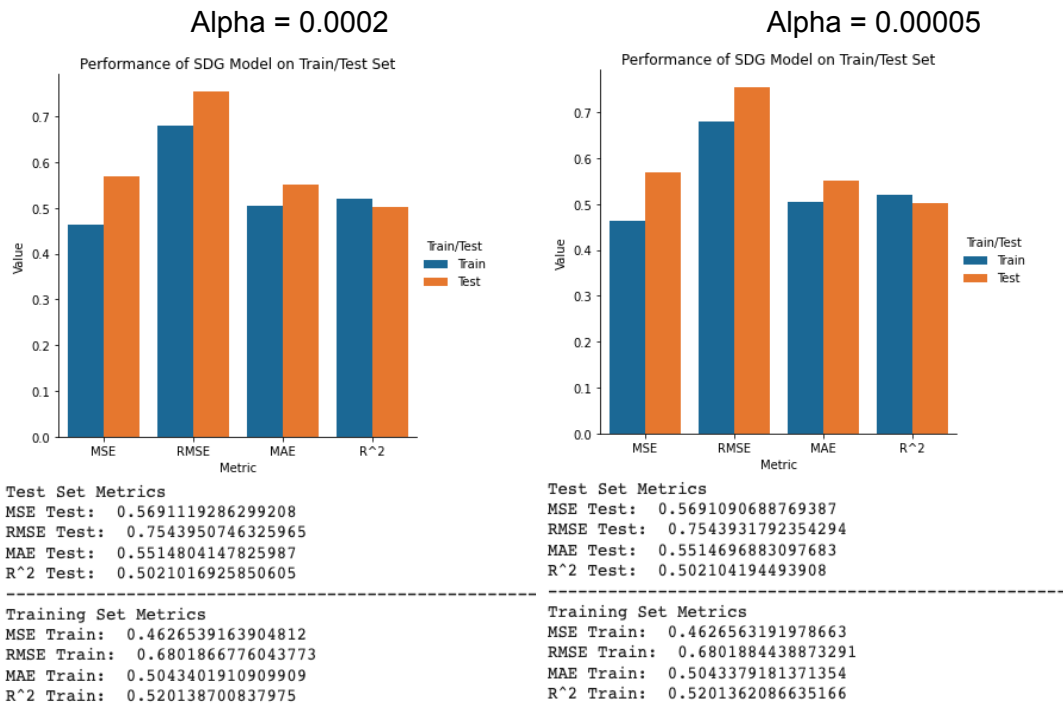 Alpha = 0.0002
Performance of SDG Model on Train/Test Set
0.7
0.6
0.5
0.4
0.3
0.2
0.1
0.0
Value
MSE
RMSE
MAE
R^2
Metric
Train/Test
Train
Test
Test Set Metrics
MSE Test:  0.5691119286299208
RMSE Test:  0.7543950746325965
MAE Test:  0.5514804147825987
R^2 Test:  0.5021016925850605
Training Set Metrics
MSE Train:  0.4626539163904812
RMSE Train:  0.6801866776043773
MAE Train:  0.5043401910909909
R^2 Train:  0.520138700837975
Alpha = 0.00005
Performance of SDG Model on Train/Test Set
0.7
0.6
0.5
0.4
0.3
0.2
0.1
0.0
Value
MSE
RMSE
MAE
R^2
Metric
Train/Test
Train
Test
Test Set Metrics
MSE Test:  0.5691090688769387
RMSE Test:  0.7543931792354294
MAE Test:  0.5514696883097683
R^2 Test:  0.502104194493908
Training Set Metrics
MSE Train:  0.4626563191978663
RMSE Train:  0.6801884438873291
MAE Train:  0.5043379181371354
R^2 Train:  0.5201362086635166